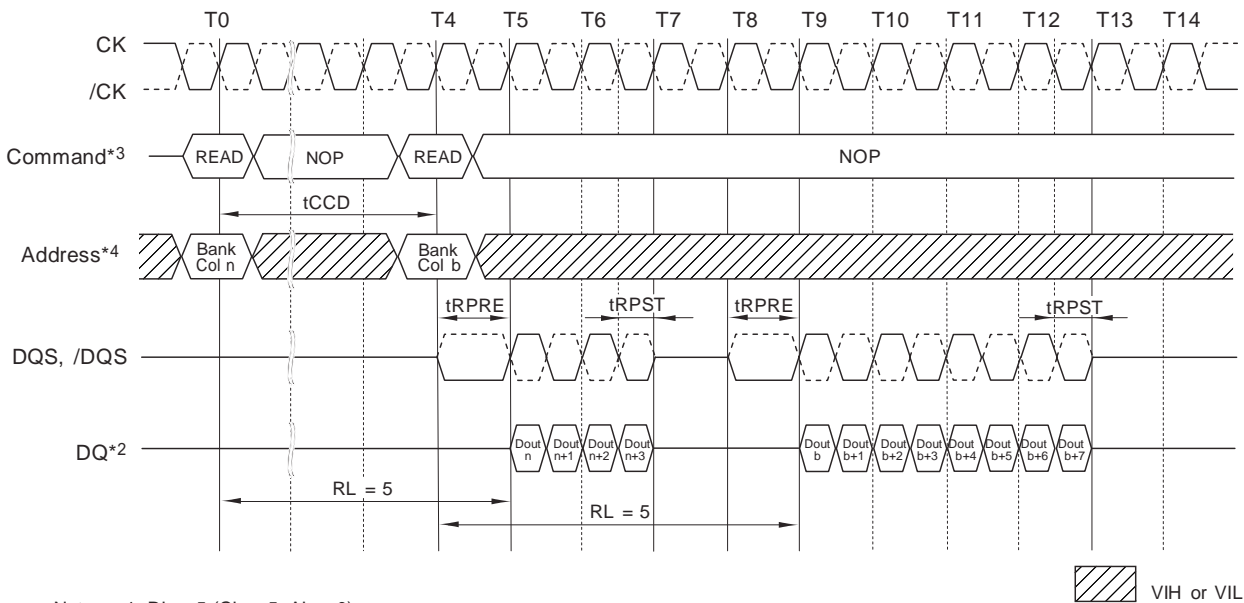 T0 T4 T5 T6 T7 T8 T9 T10 T11 T12 T13 T14
CK
/CK
Command*3 READ NOP READ NOP
tCCD
Address*4 Bank Col n Bank Col b
tRPRE tRPST tRPRE tRPST
DQS, /DQS
DQ*2 Dout n Dout n+1 Dout n+2 Dout n+3 Dout b Dout b+1 Dout b+2 Dout b+3 Dout b+4 Dout b+5 Dout b+6 Dout b+7
RL = 5
RL = 5
VIH or VIL